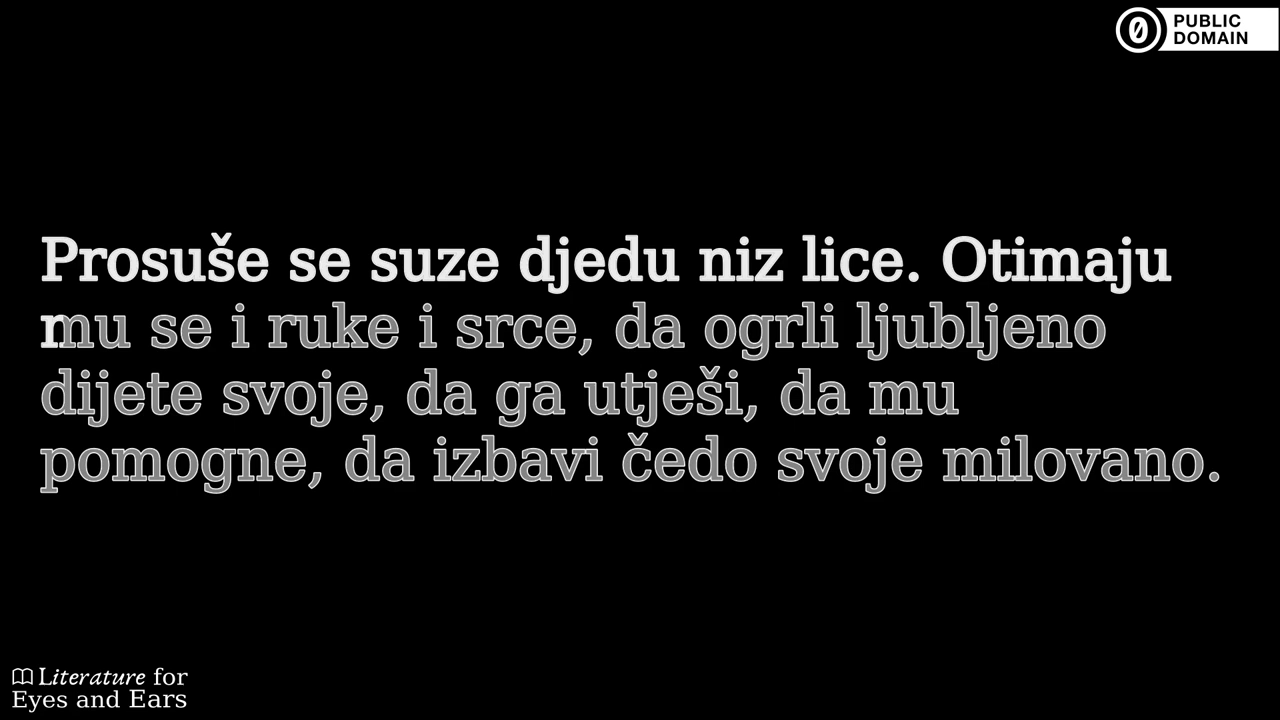 PUBLIC
DOMAIN
Prosuše se suze djedu niz lice. Otimaju
mu se i ruke i srce, da ogrli ljubljeno
dijete svoje, da ga utješi, da mu
pomogne, da izbavi čedo svoje milovano.
Literature for
Eyes and Ears